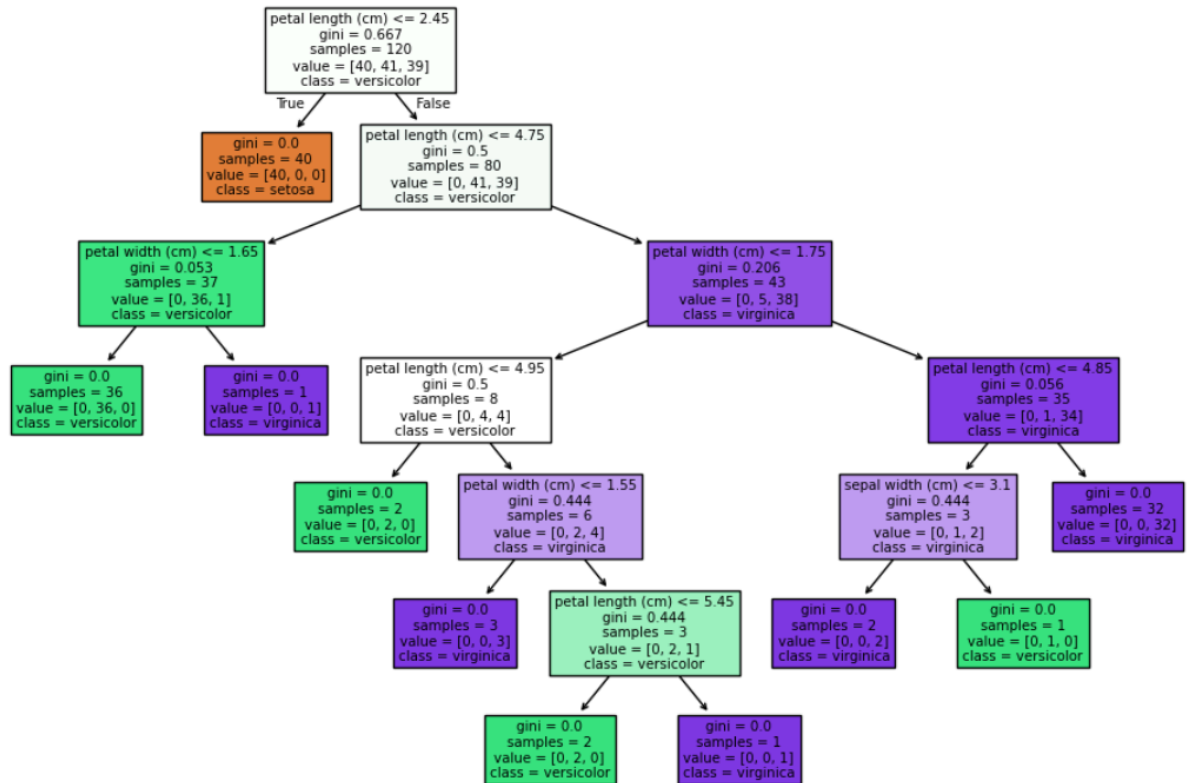 petal length (cm) <= 2.45
gini = 0.667
samples = 120
value = [40, 41, 39]
class = versicolor
True
False
gini = 0.0
samples = 40
value = [40, 0, 0]
class = setosa
petal length (cm) <= 4.75
gini = 0.5
samples = 80
value = [0, 41, 39]
class = versicolor
petal width (cm) <= 1.65
gini = 0.053
samples = 37
value = [0, 36, 1]
class = versicolor
petal width (cm) <= 1.75
gini = 0.206
samples = 43
value = [0, 5, 38]
class = virginica
gini = 0.0
samples = 36
value = [0, 36, 0]
class = versicolor
gini = 0.0
samples = 1
value = [0, 0, 1]
class = virginica
petal length (cm) <= 4.95
gini = 0.5
samples = 8
value = [0, 4, 4]
class = versicolor
petal length (cm) <= 4.85
gini = 0.056
samples = 35
value = [0, 1, 34]
class = virginica
gini = 0.0
samples = 2
value = [0, 2, 0]
class = versicolor
petal width (cm) <= 1.55
gini = 0.444
samples = 6
value = [0, 2, 4]
class = virginica
sepal width (cm) <= 3.1
gini = 0.444
samples = 3
value = [0, 1, 2]
class = virginica
gini = 0.0
samples = 32
value = [0, 0, 32]
class = virginica
gini = 0.0
samples = 3
value = [0, 0, 3]
class = virginica
petal length (cm) <= 5.45
gini = 0.444
samples = 3
value = [0, 2, 1]
class = versicolor
gini = 0.0
samples = 2
value = [0, 0, 2]
class = virginica
gini = 0.0
samples = 1
value = [0, 1, 0]
class = versicolor
gini = 0.0
samples = 2
value = [0, 2, 0]
class = versicolor
gini = 0.0
samples = 1
value = [0, 0, 1]
class = virginica